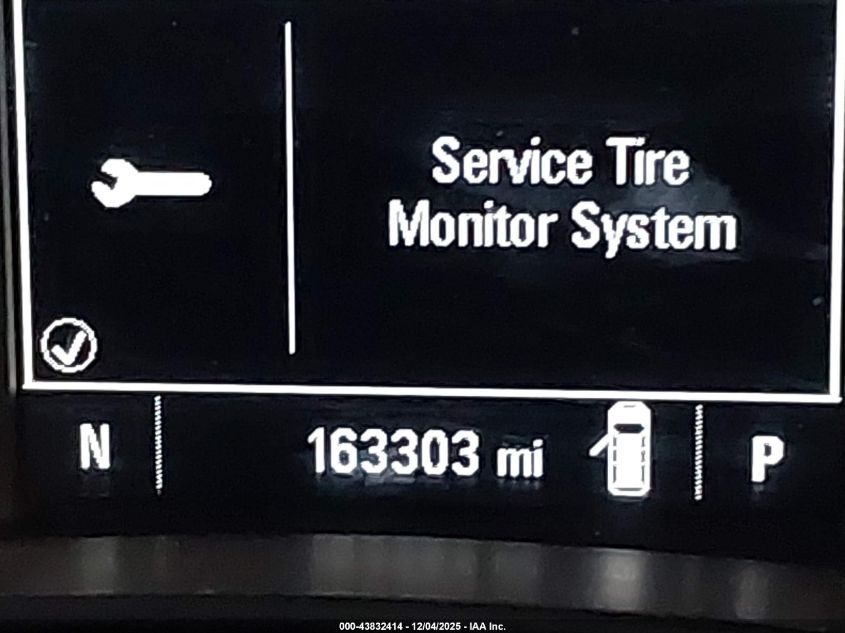 Service Tire
Monitor System
N 163303 mi P
000-43832414 - 12/04/2025 - IAA Inc.